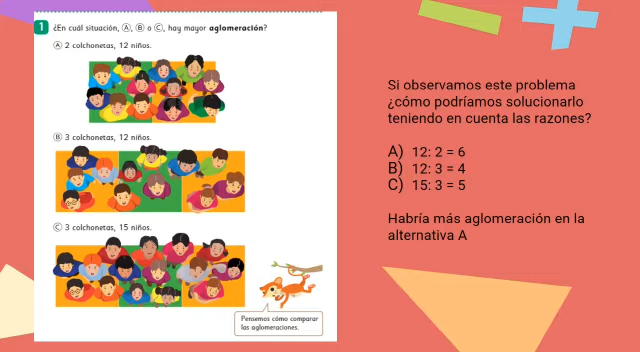 1 ¿En cuál situación, Ⓐ, Ⓑ o Ⓒ, hay mayor aglomeración?
Ⓐ 2 colchonetas, 12 niños.
Ⓑ 3 colchonetas, 12 niños.
Ⓒ 3 colchonetas, 15 niños.
Pensemos cómo comparar
las aglomeraciones.
Si observamos este problema
¿cómo podríamos solucionarlo
teniendo en cuenta las razones?
A) 12: 2 = 6
B) 12: 3 = 4
C) 15: 3 = 5
Habría más aglomeración en la
alternativa A